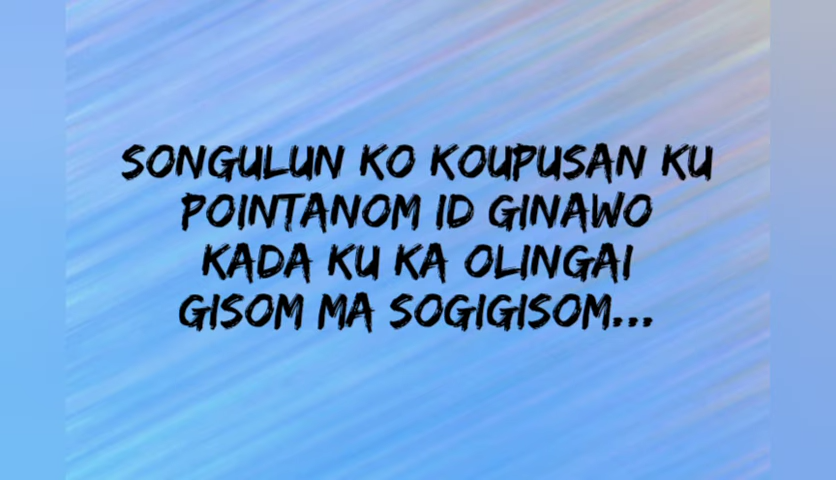 SONGULUN KO KOUPUSAN KU
POINTANOM ID GINAWO
KADA KU KA OLINGAI
GISOM MA SOGIGISOM...